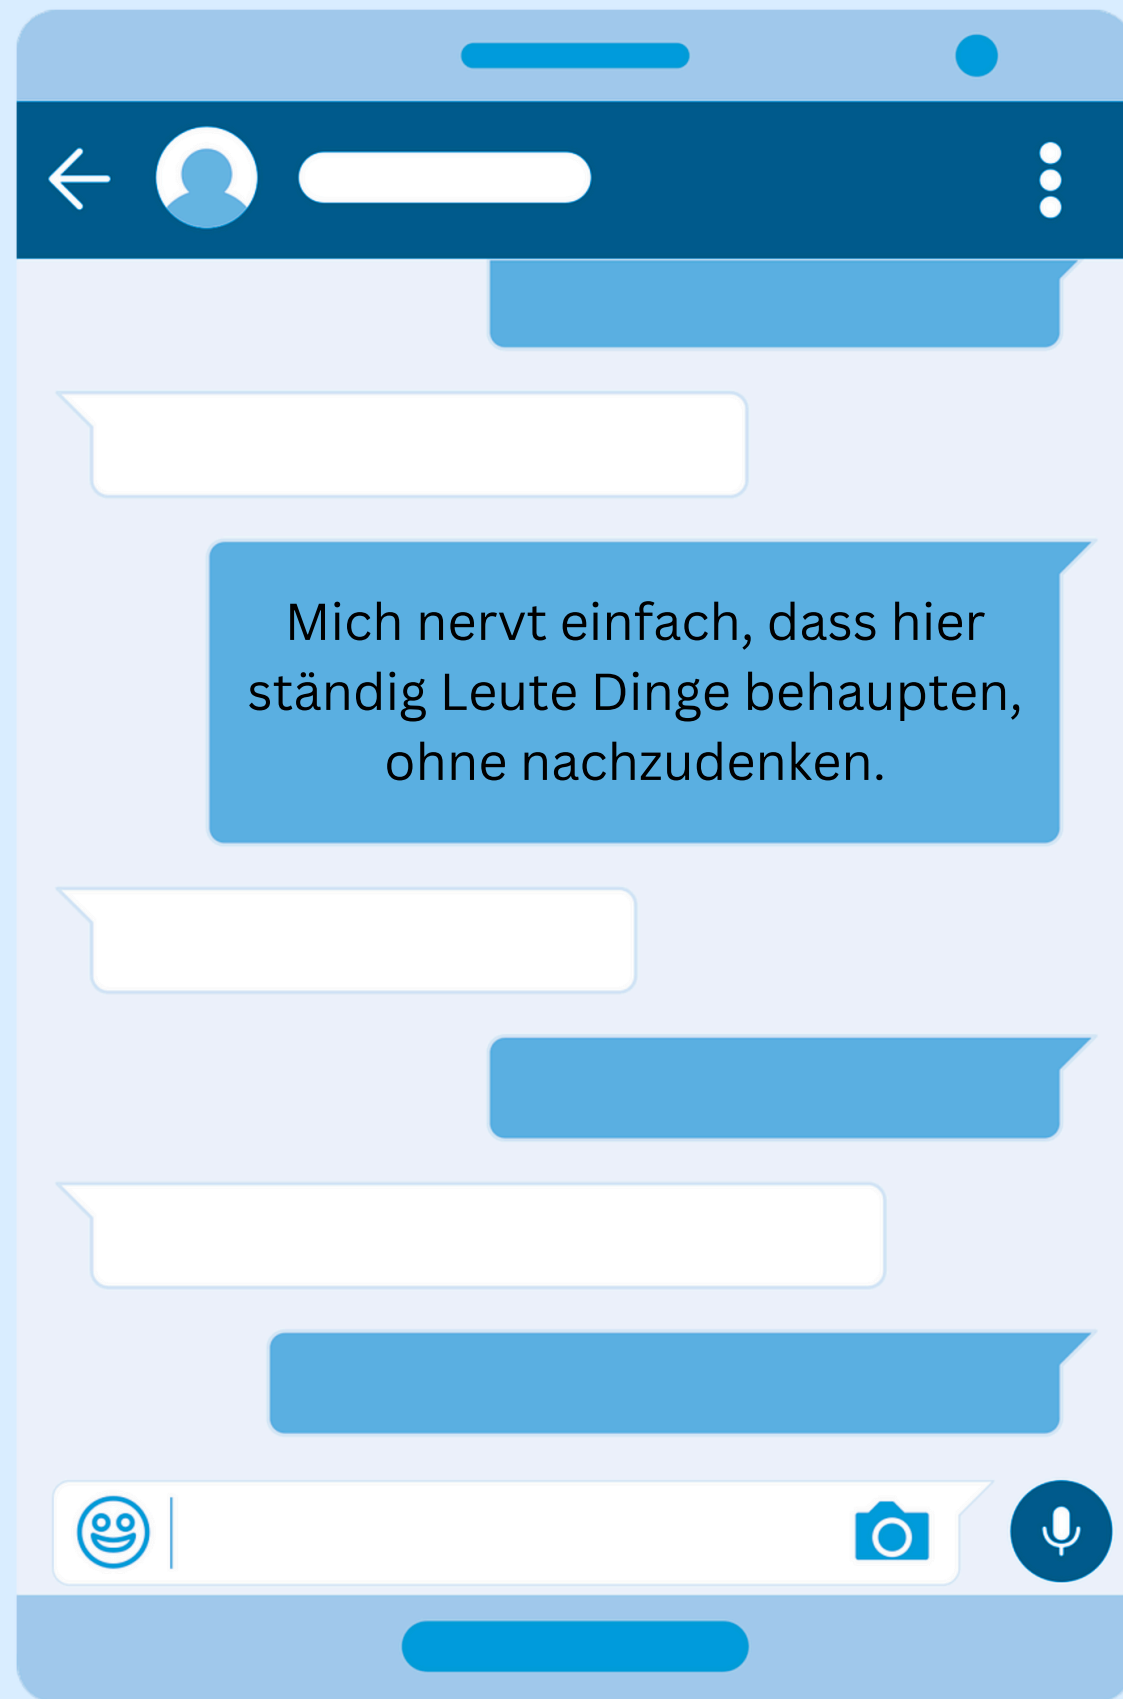 Mich nervt einfach, dass hier
ständig Leute Dinge behaupten,
ohne nachzudenken.